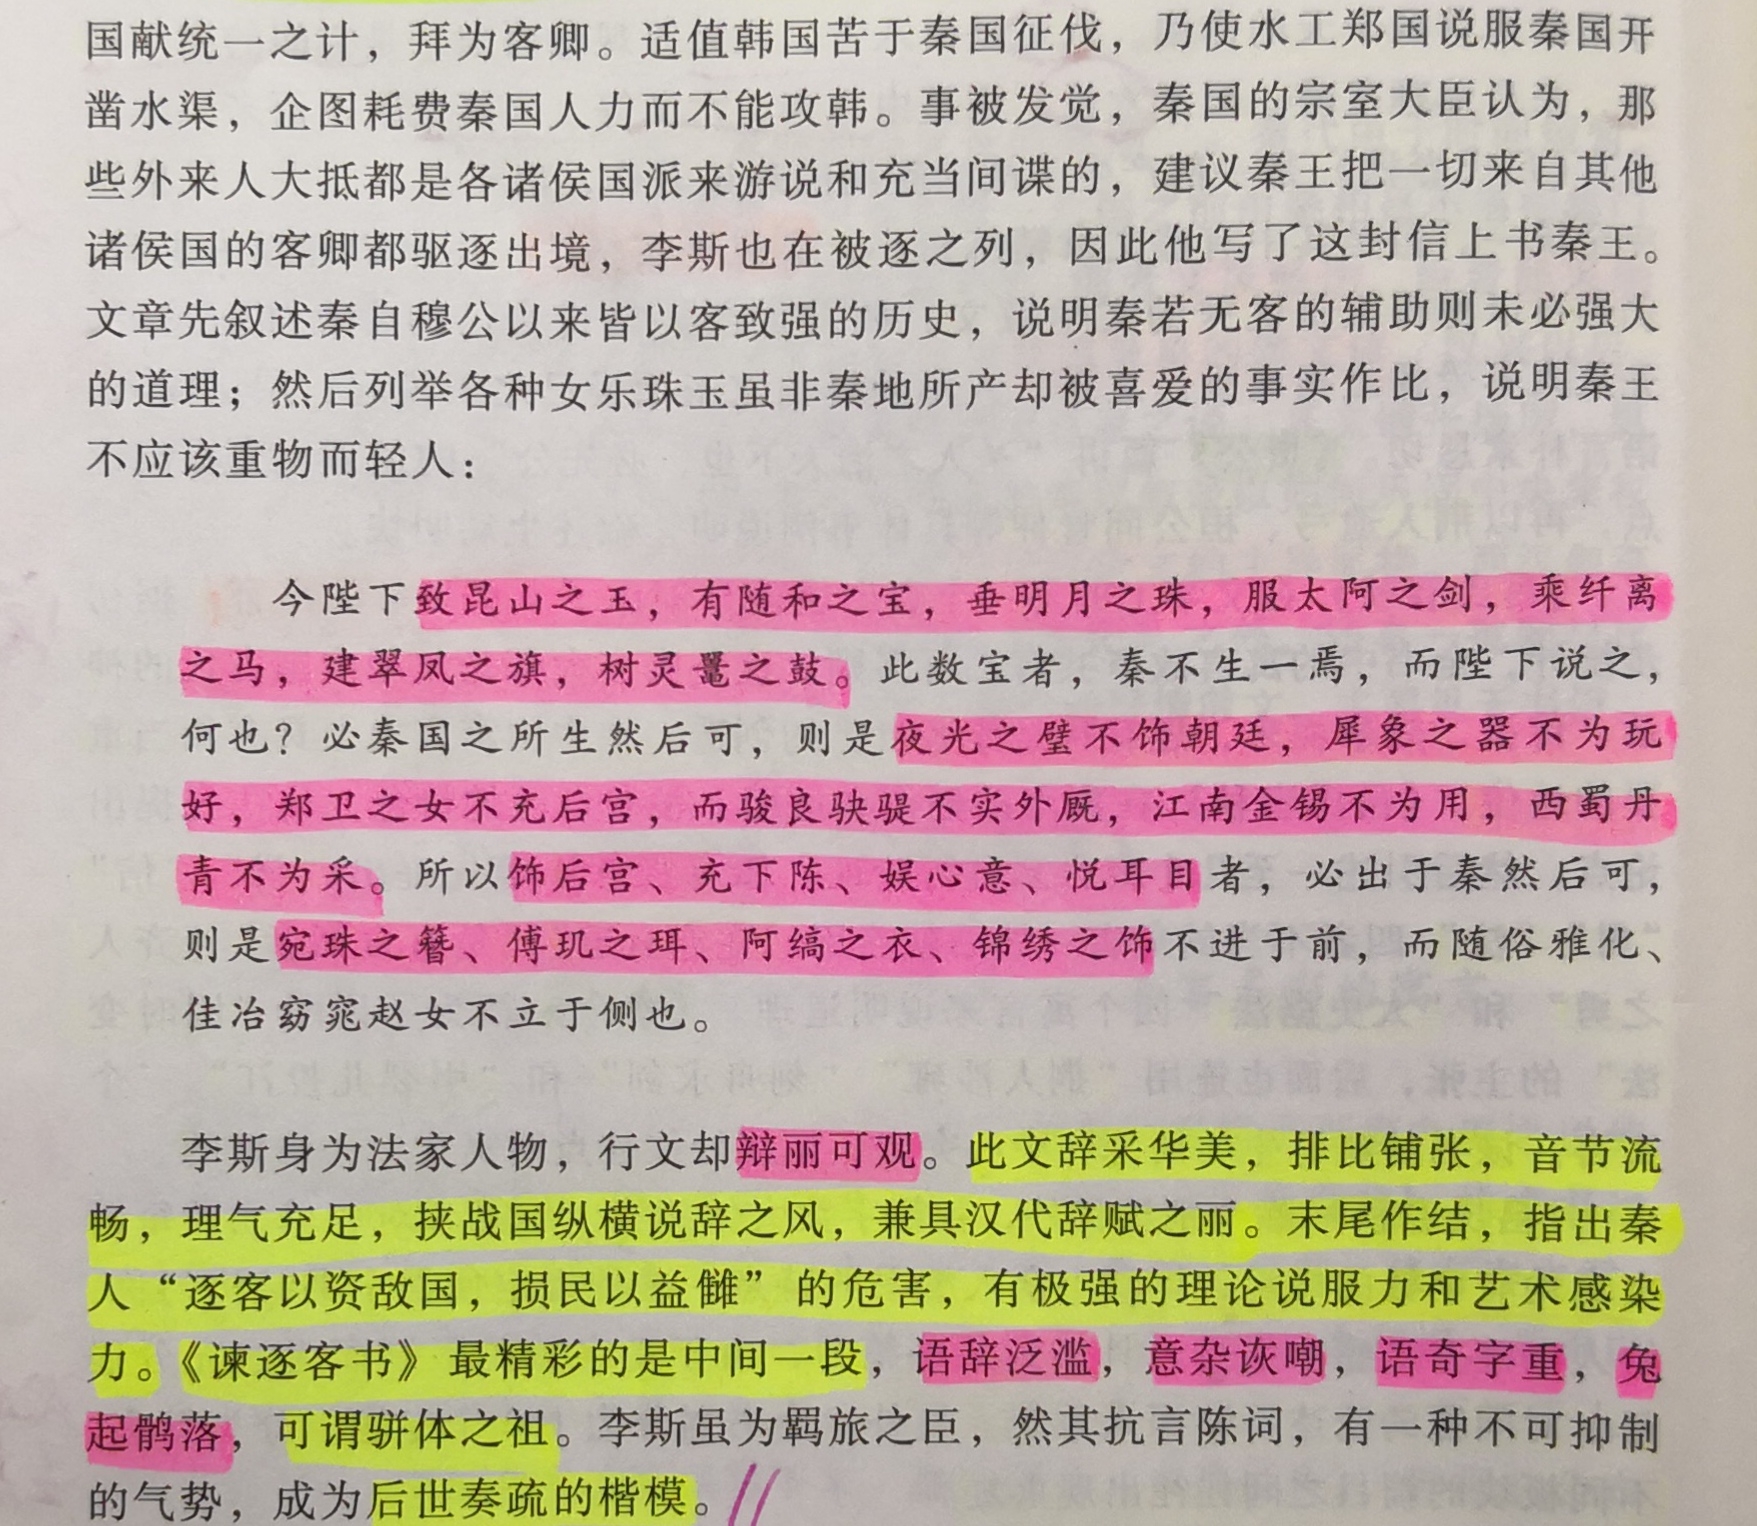 国献统一之计，拜为客卿。适值韩国苦于秦国征伐，乃使水工郑国说服秦国开
凿水渠，企图耗费秦国人力而不能攻韩。事被发觉，秦国的宗室大臣认为，那
些外来人大抵都是各诸侯国派来游说和充当间谍的，建议秦王把一切来自其他
诸侯国的客卿都驱逐出境，李斯也在被逐之列，因此他写了这封信上书秦王。
文章先叙述秦自穆公以来皆以客致强的历史，说明秦若无客的辅助则未必强大
的道理；然后列举各种女乐珠玉虽非秦地所产却被喜爱的事实作比，说明秦王
不应该重物而轻人：
今陛下致昆山之玉，有随和之宝，垂明月之珠，服太阿之剑，乘纤离
之马，建翠凤之旗，树灵鼍之鼓。此数宝者，秦不生一焉，而陛下说之，
何也？必秦国之所生然后可，则是夜光之璧不饰朝廷，犀象之器不为玩
好，郑卫之女不充后宫，而骏良𫘝騠不实外厩，江南金锡不为用，西蜀丹
青不为采。所以饰后宫、充下陈、娱心意、悦耳目者，必出于秦然后可，
则是宛珠之簪、傅玑之珥、阿缟之衣、锦绣之饰不进于前，而随俗雅化、
佳冶窈窕赵女不立于侧也。
李斯身为法家人物，行文却辩丽可观。此文辞采华美，排比铺张，音节流
畅，理气充足，挟战国纵横说辞之风，兼具汉代辞赋之丽。末尾作结，指出秦
人“逐客以资敌国，损民以益雠”的危害，有极强的理论说服力和艺术感染
力。《谏逐客书》最精彩的是中间一段，语辞泛滥，意杂诙嘲，语奇字重，兔
起鹘落，可谓骈体之祖。李斯虽为羁旅之臣，然其抗言陈词，有一种不可抑制
的气势，成为后世奏疏的楷模。